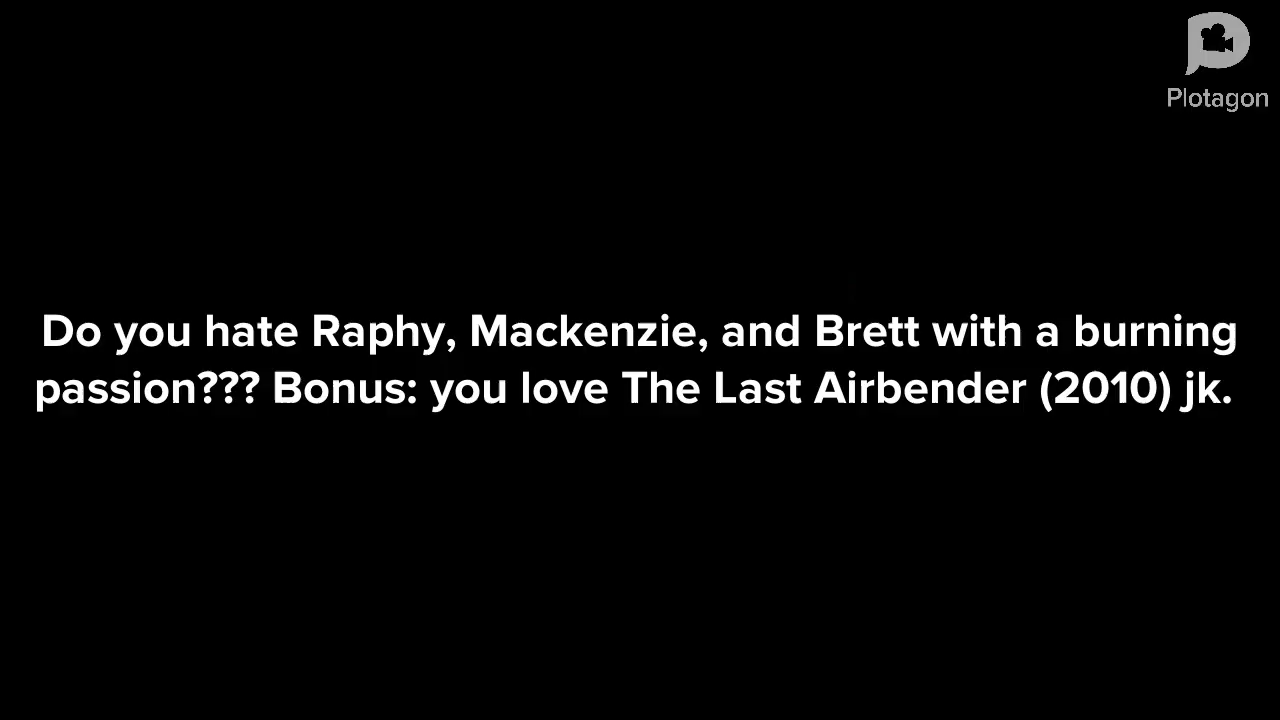 Plotagon
Do you hate Raphy, Mackenzie, and Brett with a burning
passion??? Bonus: you love The Last Airbender (2010) jk.